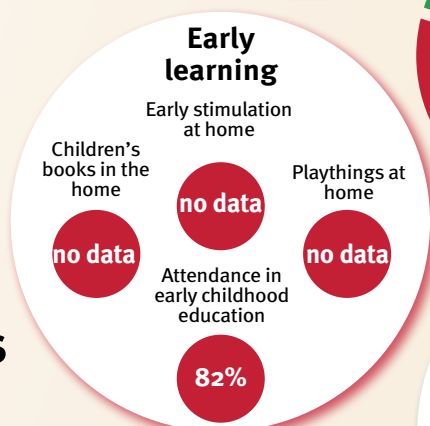 Early
learning
Early stimulation
at home
Children's
books in the
home
Playthings at
home
no data
no data
no data
Attendance in
early childhood
education
82%
s